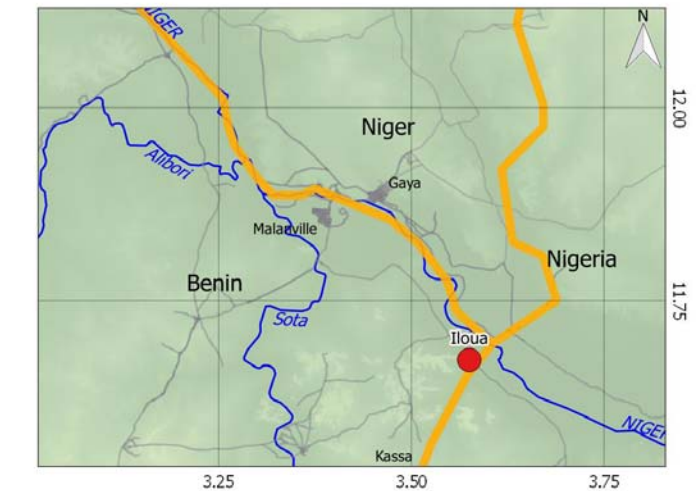 NIGER
N
12.00
Niger
Alibori
Gaya
Malanville
Nigeria
Benin
11.75
Sota
Iloua
NIGER
Kassa
3.25
3.50
3.75